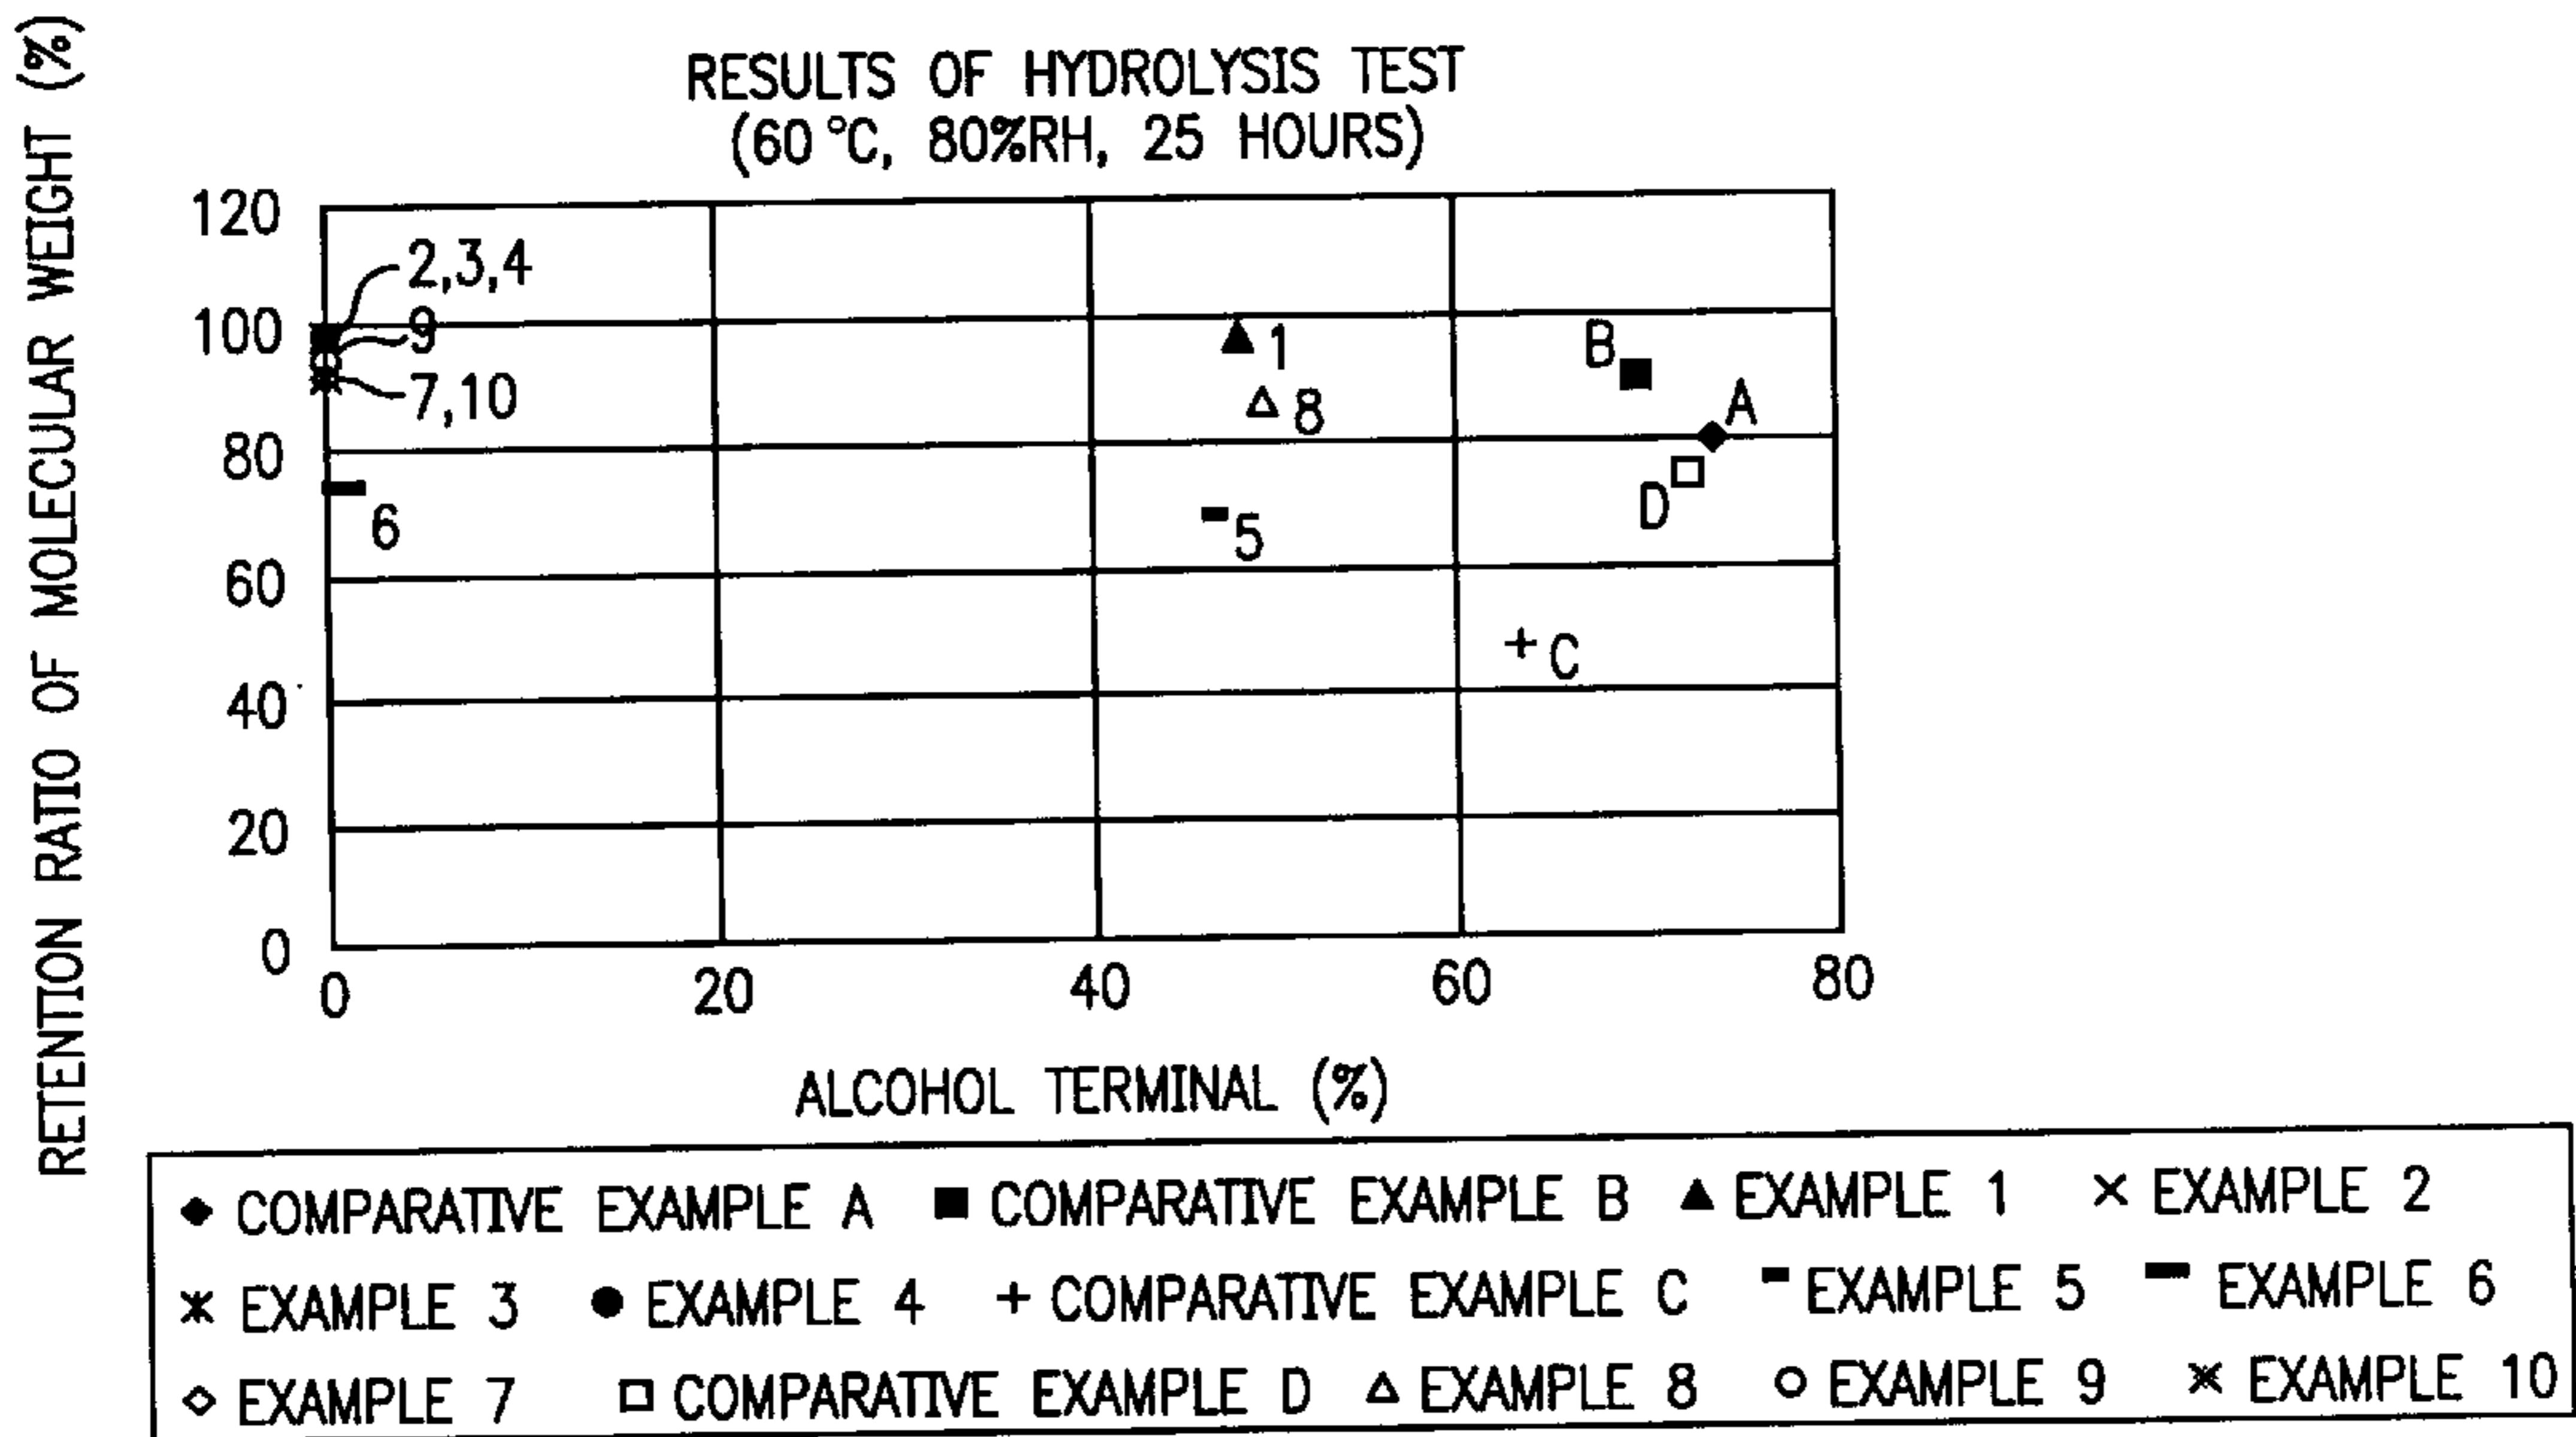 RESULTS OF HYDROLYSIS TEST
(60 °C, 80%RH, 25 HOURS)
RETENTION RATIO OF MOLECULAR WEIGHT (%)
120
100
80
60
40
20
0
2,3,4
9
7,10
6
1
8
5
B
A
D
C
0 20 40 60 80
ALCOHOL TERMINAL (%)
◆ COMPARATIVE EXAMPLE A ■ COMPARATIVE EXAMPLE B ▲ EXAMPLE 1 × EXAMPLE 2
ж EXAMPLE 3 ● EXAMPLE 4 + COMPARATIVE EXAMPLE C - EXAMPLE 5 — EXAMPLE 6
◇ EXAMPLE 7 □ COMPARATIVE EXAMPLE D △ EXAMPLE 8 ○ EXAMPLE 9 ж EXAMPLE 10